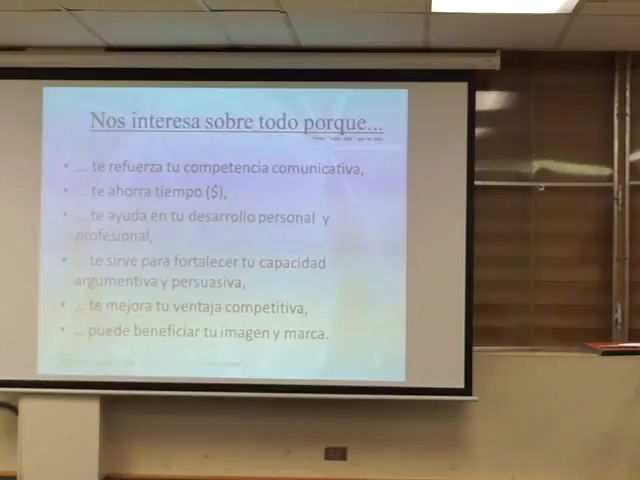 Nos interesa sobre todo porque...
• ... te refuerza tu competencia comunicativa,
• ... te ahorra tiempo ($),
• ... te ayuda en tu desarrollo personal y
profesional,
• ... te sirve para fortalecer tu capacidad
argumentiva y persuasiva,
• ... te mejora tu ventaja competitiva,
• ... puede beneficiar tu imagen y marca.